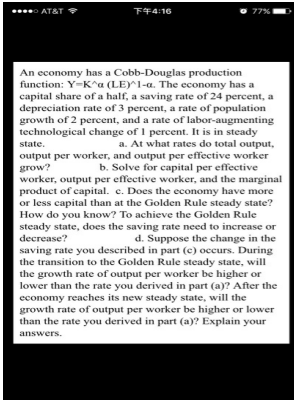 AT&T 下午4:16 77%
An economy has a Cobb-Douglas production
function: Y=K^α (LE)^1-α. The economy has a
capital share of a half, a saving rate of 24 percent, a
depreciation rate of 3 percent, a rate of population
growth of 2 percent, and a rate of labor-augmenting
technological change of 1 percent. It is in steady
state. a. At what rates do total output,
output per worker, and output per effective worker
grow? b. Solve for capital per effective
worker, output per effective worker, and the marginal
product of capital. c. Does the economy have more
or less capital than at the Golden Rule steady state?
How do you know? To achieve the Golden Rule
steady state, does the saving rate need to increase or
decrease? d. Suppose the change in the
saving rate you described in part (c) occurs. During
the transition to the Golden Rule steady state, will
the growth rate of output per worker be higher or
lower than the rate you derived in part (a)? After the
economy reaches its new steady state, will the
growth rate of output per worker be higher or lower
than the rate you derived in part (a)? Explain your
answers.